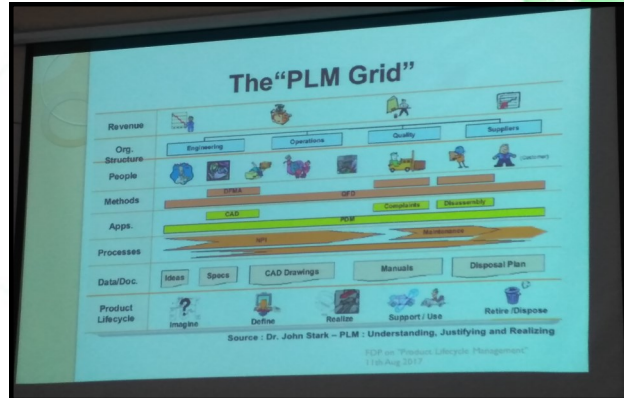 The“PLM Grid”
Revenue
Org. Structure
Engineering Operations Quality Suppliers
People
(Customer)
Methods
DFMA
QFD
Apps.
CAD Complaints Disassembly
PDM
Processes
NPI Maintenance
Data/Doc.
Ideas Specs CAD Drawings Manuals Disposal Plan
Product Lifecycle
Imagine Define Realize Support / Use Retire /Dispose
Source : Dr. John Stark – PLM : Understanding, Justifying and Realizing
FDP on "Product Lifecycle Management"
11th Aug 2017